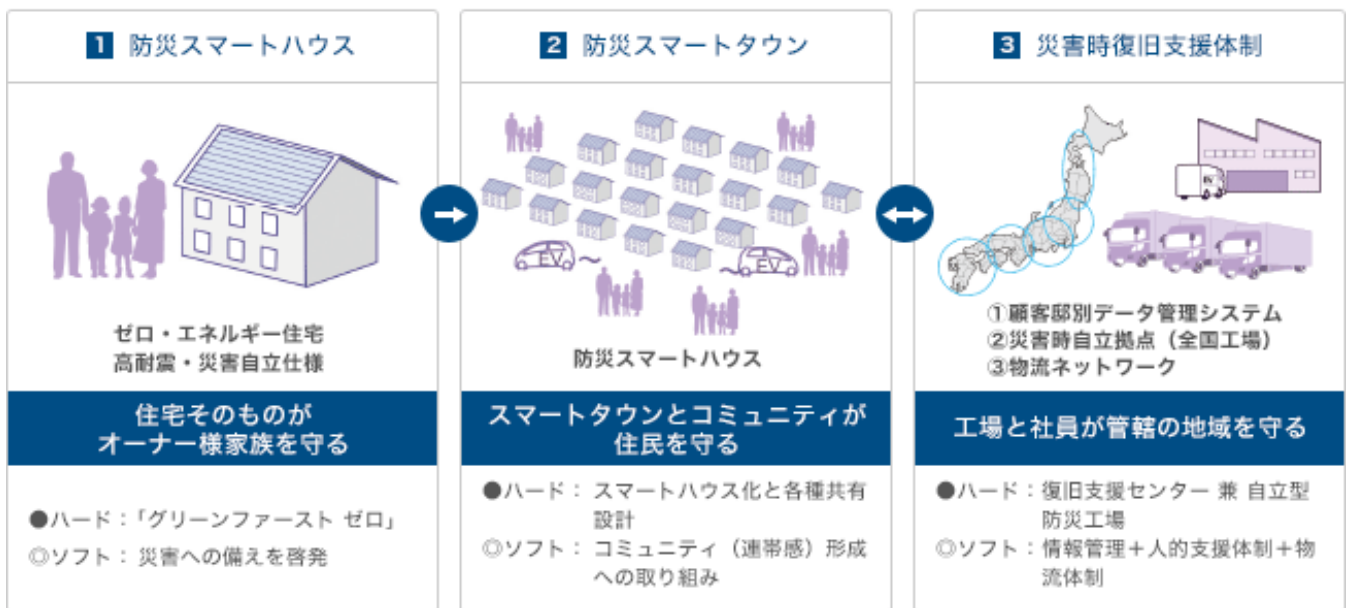 1 防災スマートハウス
ゼロ・エネルギー住宅
高耐震・災害自立仕様
住宅そのものが
オーナー様家族を守る
●ハード：「グリーンファースト ゼロ」
◎ソフト：災害への備えを啓発
2 防災スマートタウン
EV
EV
防災スマートハウス
スマートタウンとコミュニティが
住民を守る
●ハード： スマートハウス化と各種共有
設計
◎ソフト： コミュニティ（連帯感）形成
への取り組み
3 災害時復旧支援体制
①顧客邸別データ管理システム
②災害時自立拠点（全国工場）
③物流ネットワーク
工場と社員が管轄の地域を守る
●ハード：復旧支援センター 兼 自立型
防災工場
◎ソフト：情報管理＋人的支援体制＋物
流体制